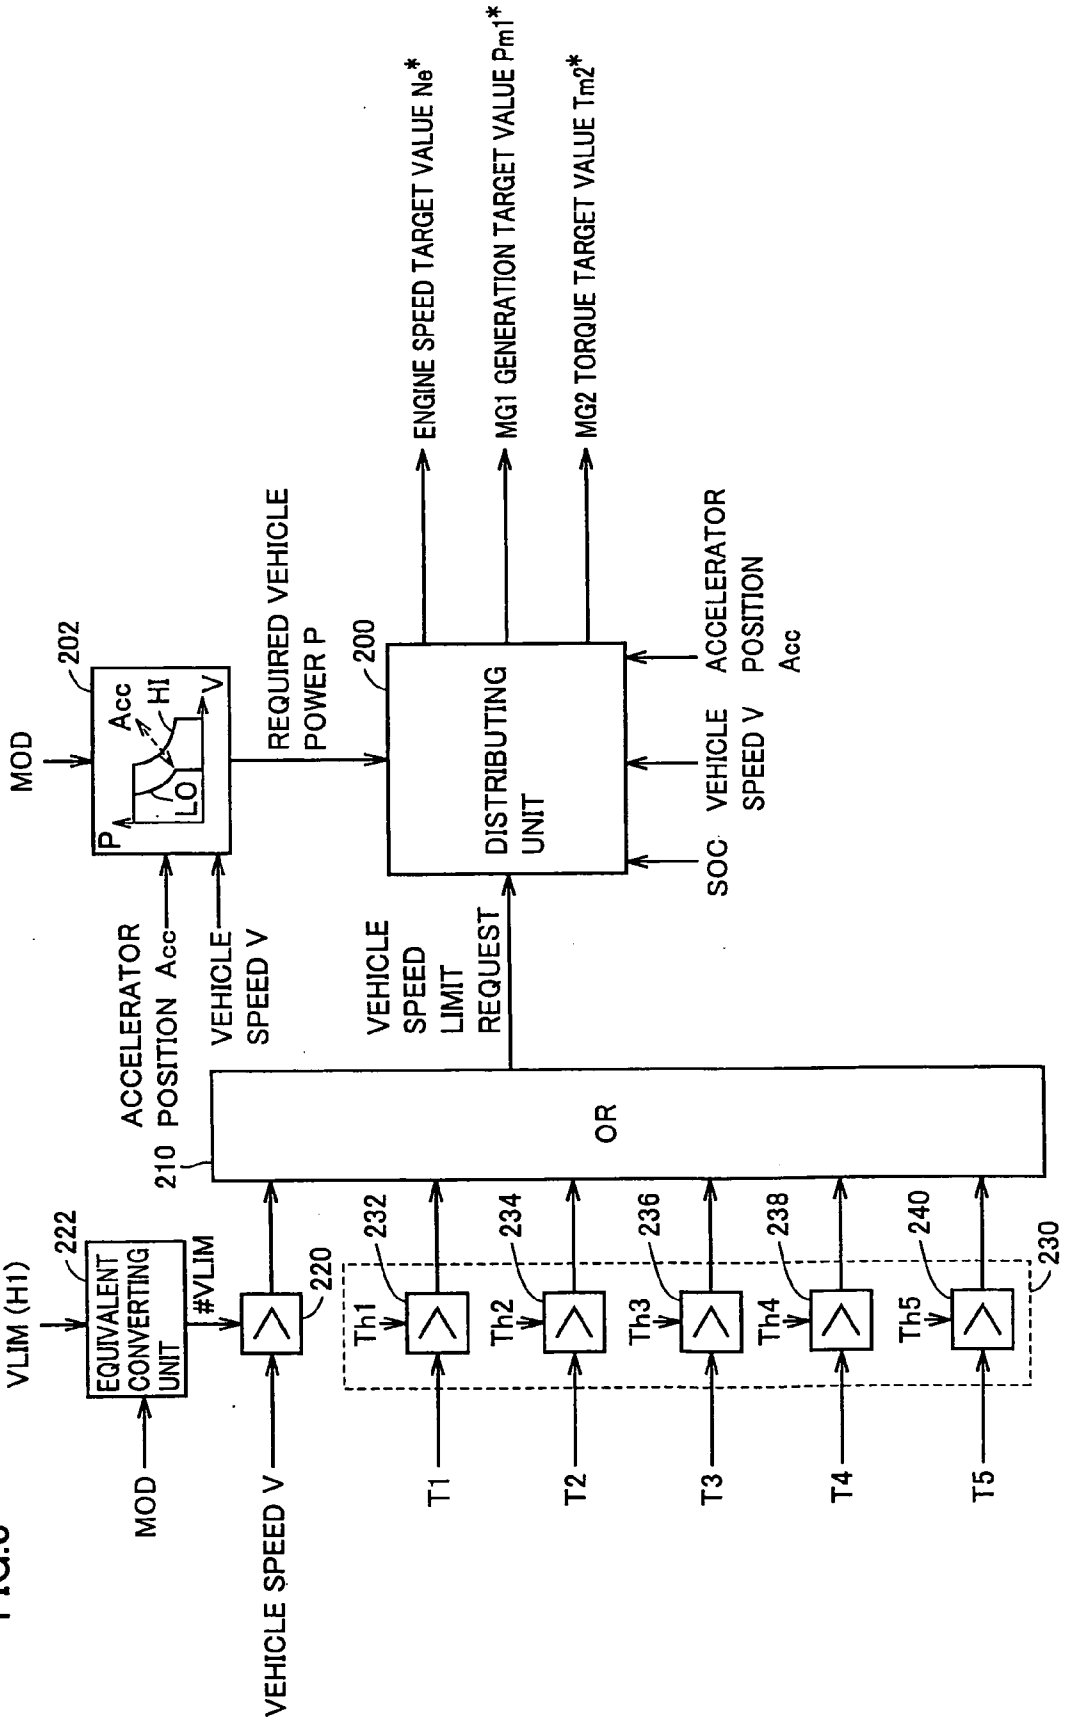 VLIM (H1)
MOD
EQUIVALENT
CONVERTING
UNIT
222
#VLIM
VEHICLE SPEED V
220
210
ACCELERATOR
POSITION Acc
VEHICLE
SPEED V
MOD
202
P
Acc
HI
LO
V
REQUIRED VEHICLE
POWER P
T1
Th1
232
T2
Th2
234
T3
Th3
236
T4
Th4
238
T5
Th5
240
230
OR
VEHICLE
SPEED
LIMIT
REQUEST
200
DISTRIBUTING
UNIT
SOC
VEHICLE
SPEED V
ACCELERATOR
POSITION
Acc
ENGINE SPEED TARGET VALUE Ne*
MG1 GENERATION TARGET VALUE Pm1*
MG2 TORQUE TARGET VALUE Tm2*